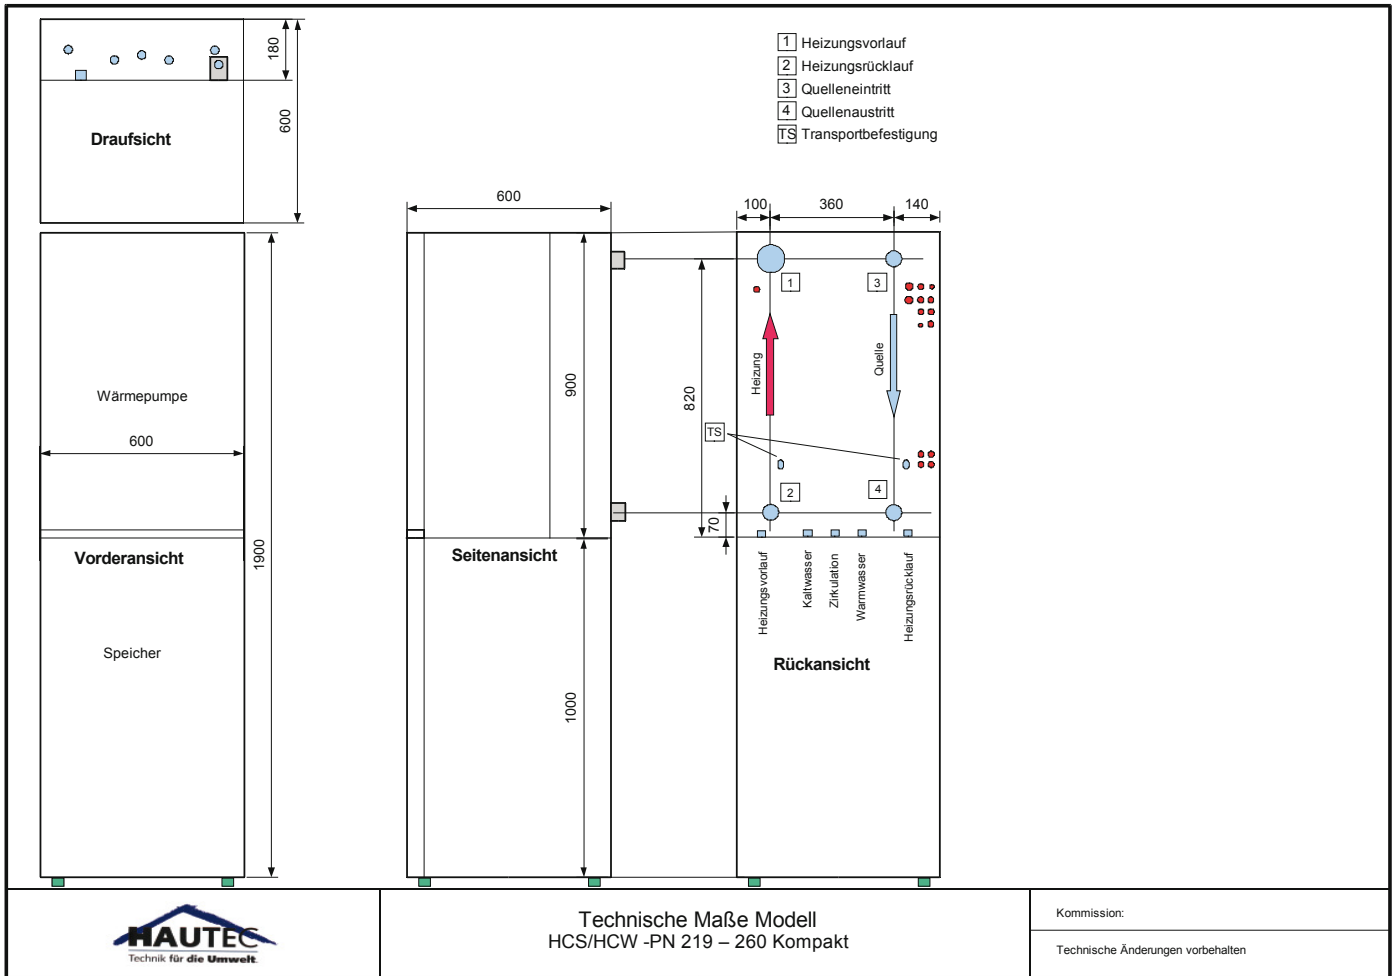 180
600
Draufsicht
1 Heizungsvorlauf
2 Heizungsrücklauf
3 Quelleneintritt
4 Quellenaustritt
TS Transportbefestigung
600
100
360
140
1
3
Heizung
Quelle
Wärmepumpe
600
900
820
TS
2
4
70
1900
Vorderansicht
Seitenansicht
Heizungsvorlauf
Kaltwasser
Zirkulation
Warmwasser
Heizungsrücklauf
Speicher
Rückansicht
1000
HAUTEC
Technik für die Umwelt.
Technische Maße Modell
HCS/HCW -PN 219 – 260 Kompakt
Kommission:
Technische Änderungen vorbehalten